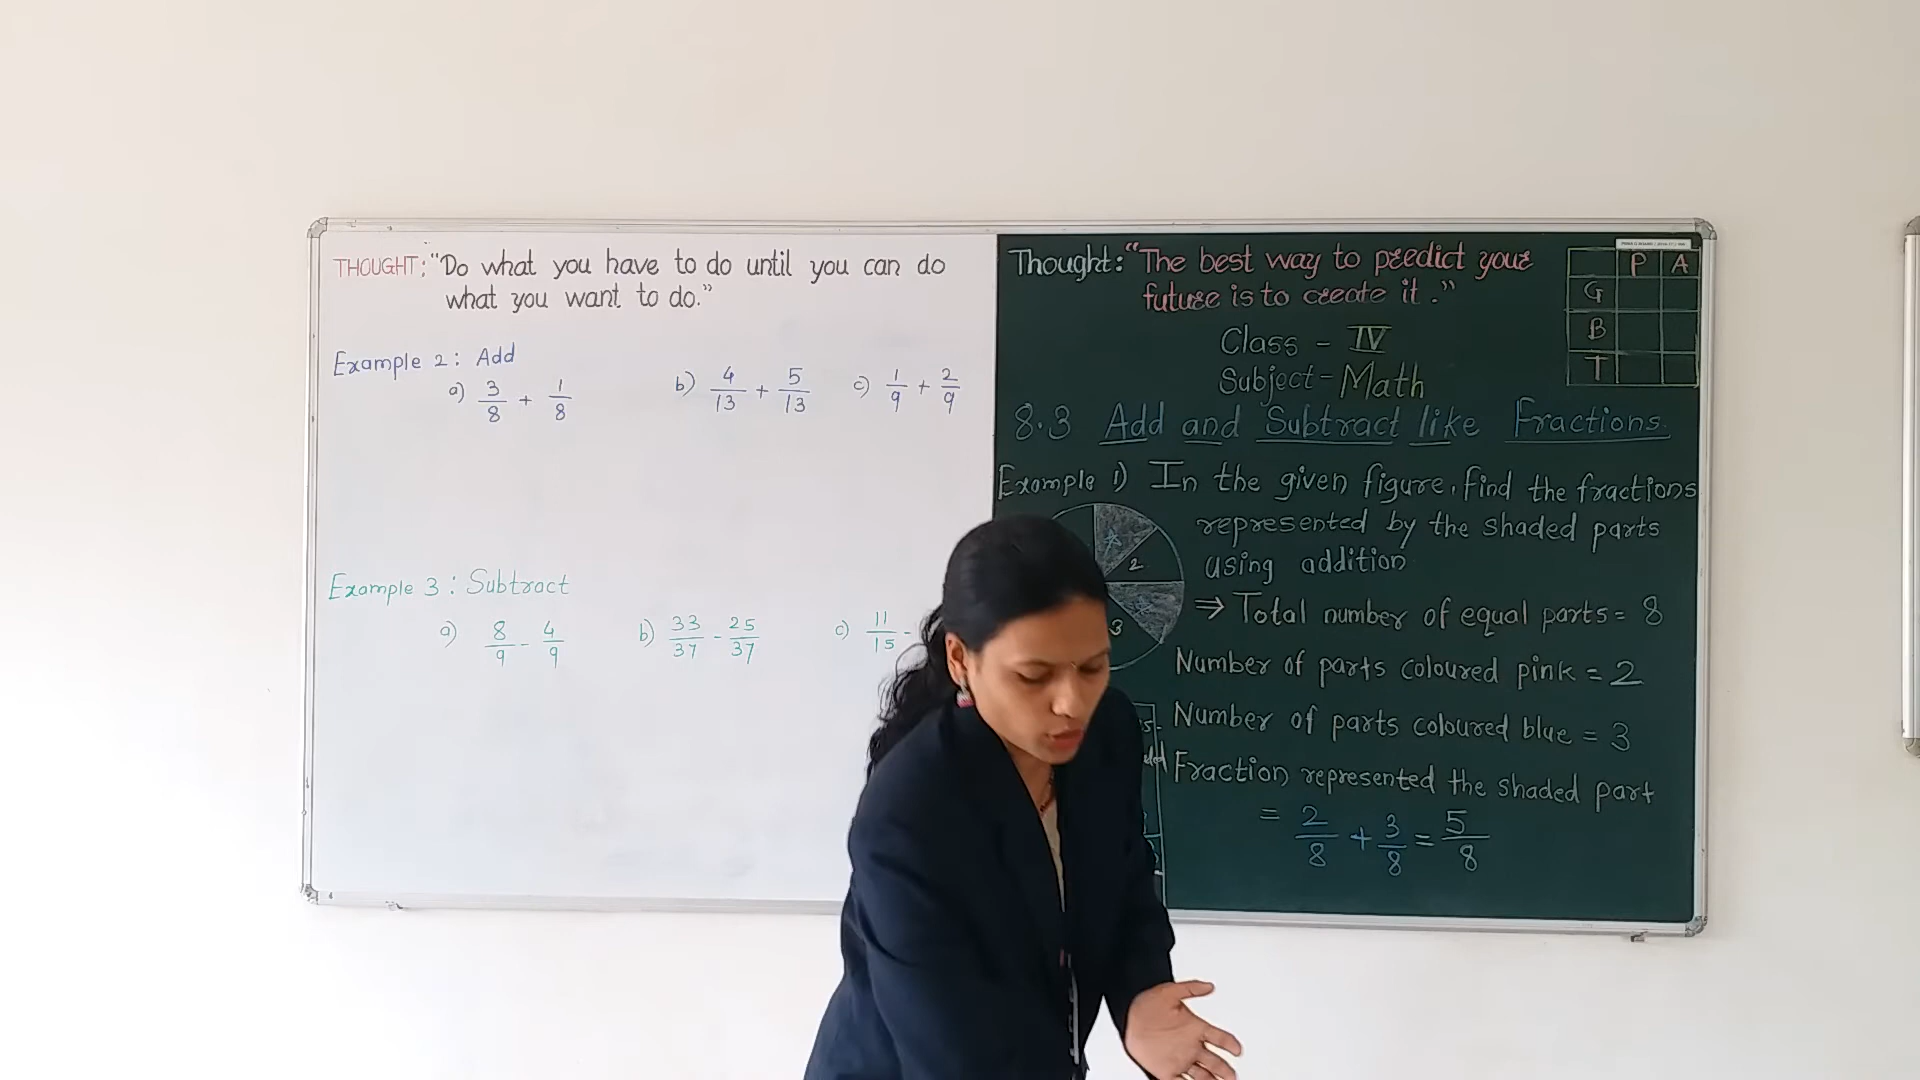 THOUGHT: "Do what you have to do until you can do
what you want to do."
Example 2: Add
a) 3/8 + 1/8 b) 4/13 + 5/13 c) 1/9 + 2/9
Example 3: Subtract
a) 8/9 - 4/9 b) 33/37 - 25/37 c) 11/15 -
Thought: "The best way to predict your
future is to create it."
P A
G
B
T
Class - IV
Subject - Math
8.3 Add and Subtract like Fractions.
Example 1) In the given figure, find the fractions
represented by the shaded parts
using addition
2
3
⇒ Total number of equal parts = 8
Number of parts coloured pink = 2
Number of parts coloured blue = 3
Fraction represented the shaded part
= 2/8 + 3/8 = 5/8